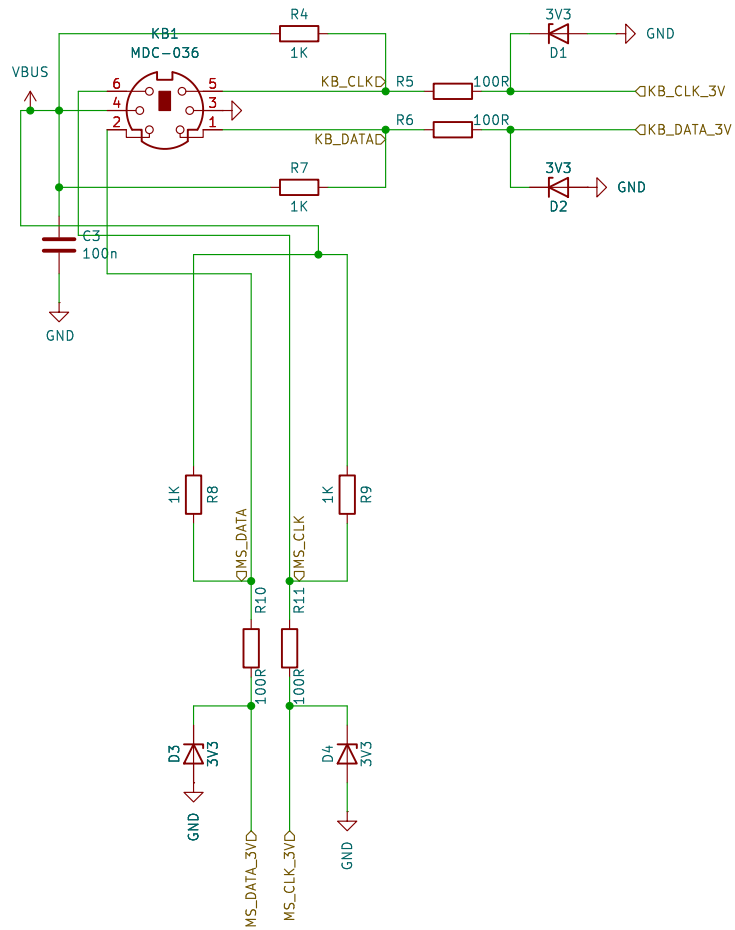 R4
1K
3V3
D1
GND
KB1
MDC-036
VBUS
6
5
4
3
2
1
KB_CLK
R5
100R
KB_CLK_3V
KB_DATA
R6
100R
KB_DATA_3V
R7
1K
3V3
D2
GND
C3
100n
GND
1K
R8
1K
R9
MS_DATA
MS_CLK
R10
R11
100R
100R
D3
3V3
D4
3V3
GND
GND
MS_DATA_3V
MS_CLK_3V